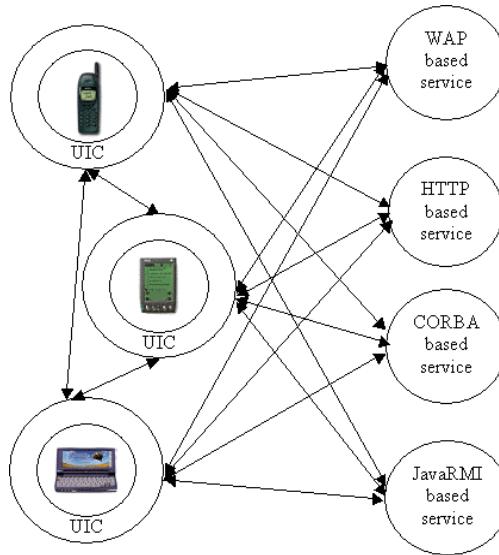 WAP
based
service
UIC
HTTP
based
service
UIC
CORBA
based
service
JavaRMI
based
service
UIC